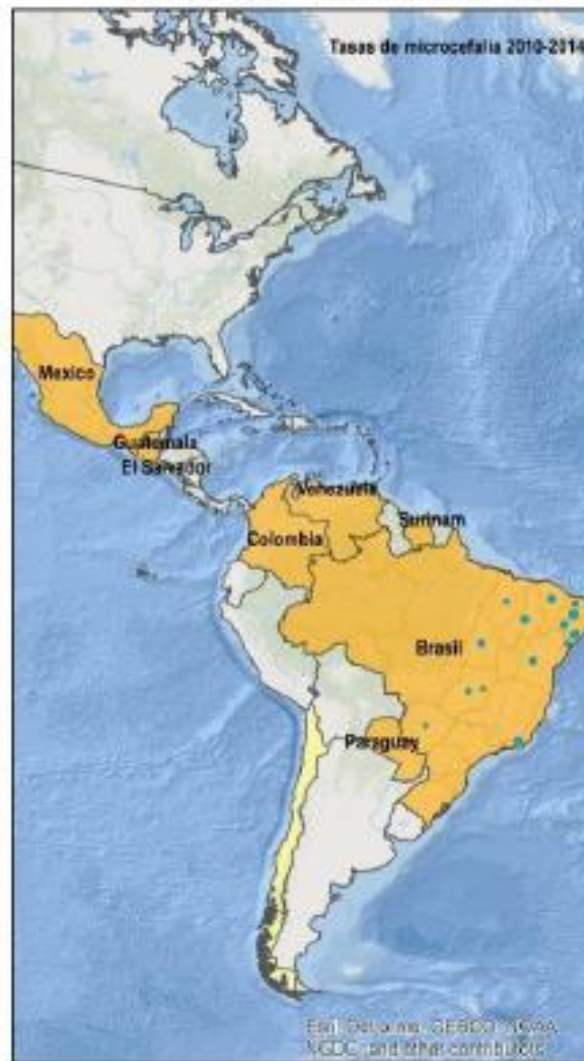 Tasas de microcefalia 2010-2014
Mexico
Guatemala
El Salvador
Venezuela
Surinam
Colombia
Brasil
Paraguay
Esri, DeLorme, GEBCO, NOAA
NGDC, and other contributors